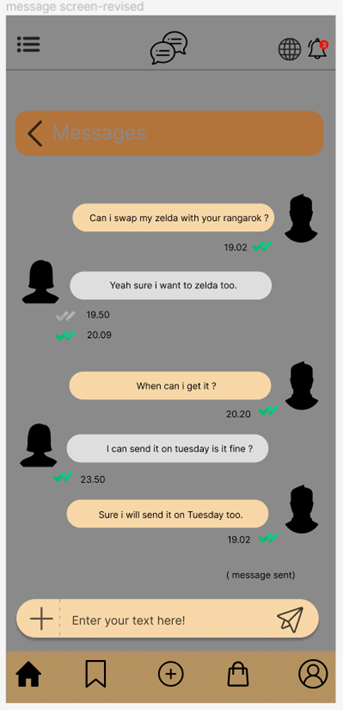 message screen-revised
3
Messages
Can i swap my zelda with your rangarok ?
19.02
Yeah sure i want to zelda too.
19.50
20.09
When can i get it ?
20.20
I can send it on tuesday is it fine ?
23.50
Sure i will send it on Tuesday too.
19.02
( message sent)
Enter your text here!